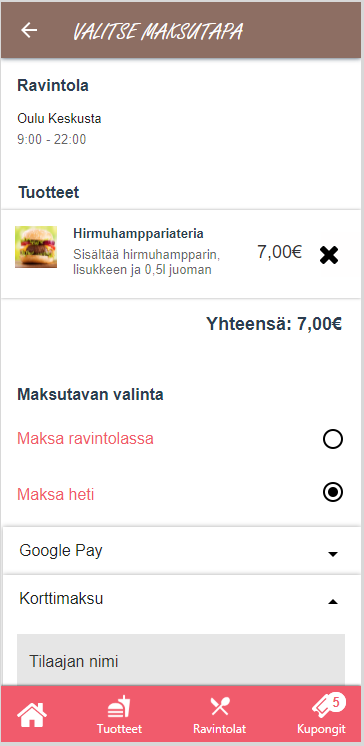 VALITSE MAKSUTAPA
Ravintola
Oulu Keskusta
9:00 - 22:00
Tuotteet
Hirmuhamppariateria
Sisältää hirmuhampparin,
lisukkeen ja 0,5l juoman
7,00€
Yhteensä: 7,00€
Maksutavan valinta
Maksa ravintolassa
Maksa heti
Google Pay
Korttimaksu
Tilaajan nimi
5
Tuotteet
Ravintolat
Kupongit